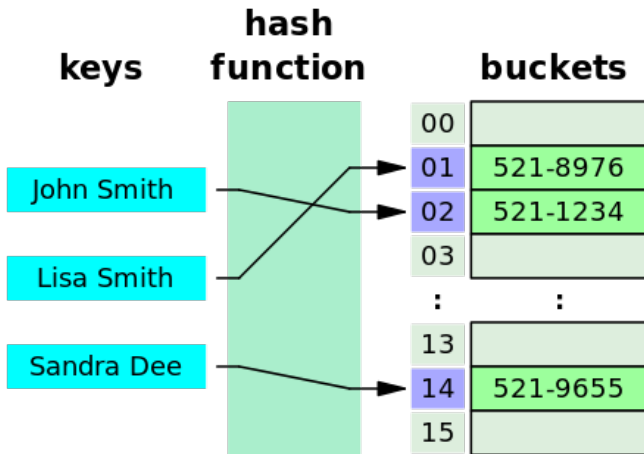 keys
hash
function
buckets
John Smith
Lisa Smith
Sandra Dee
00
01 521-8976
02 521-1234
03
: :
13
14 521-9655
15